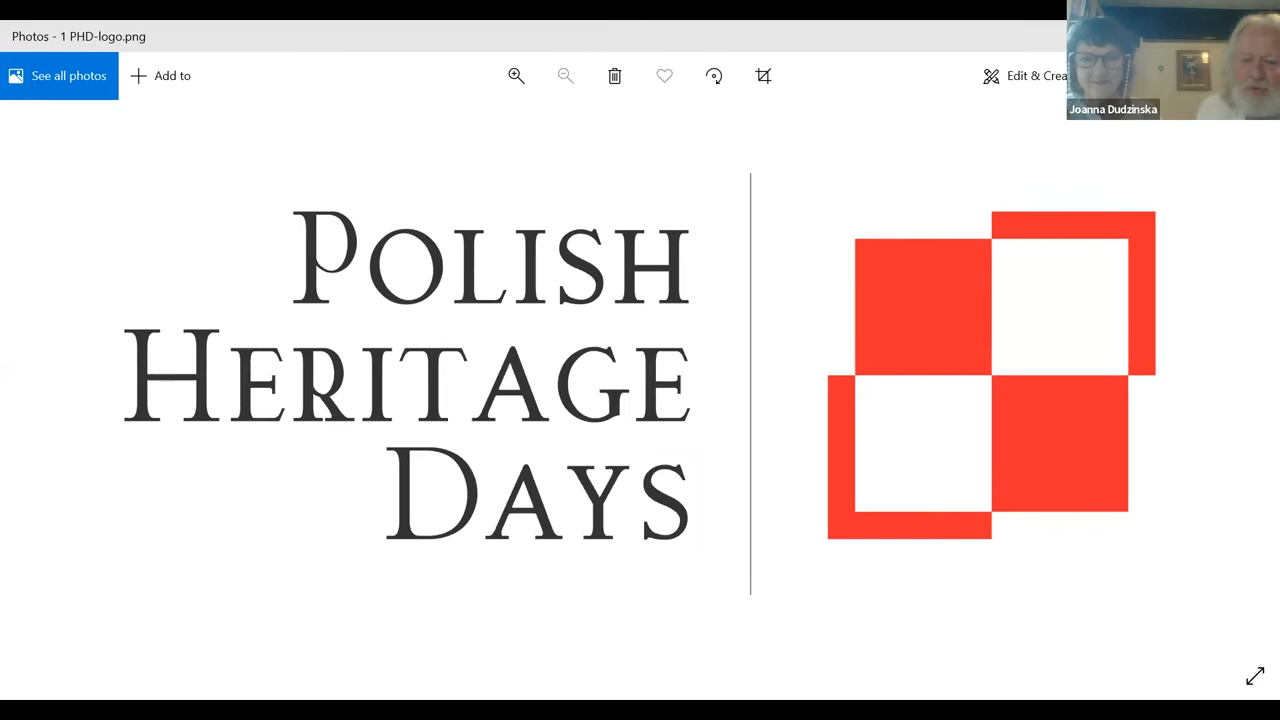 Photos - 1 PHD-logo.png
See all photos
Add to
Edit & Crea
Joanna Dudzinska
POLISH
HERITAGE
DAYS